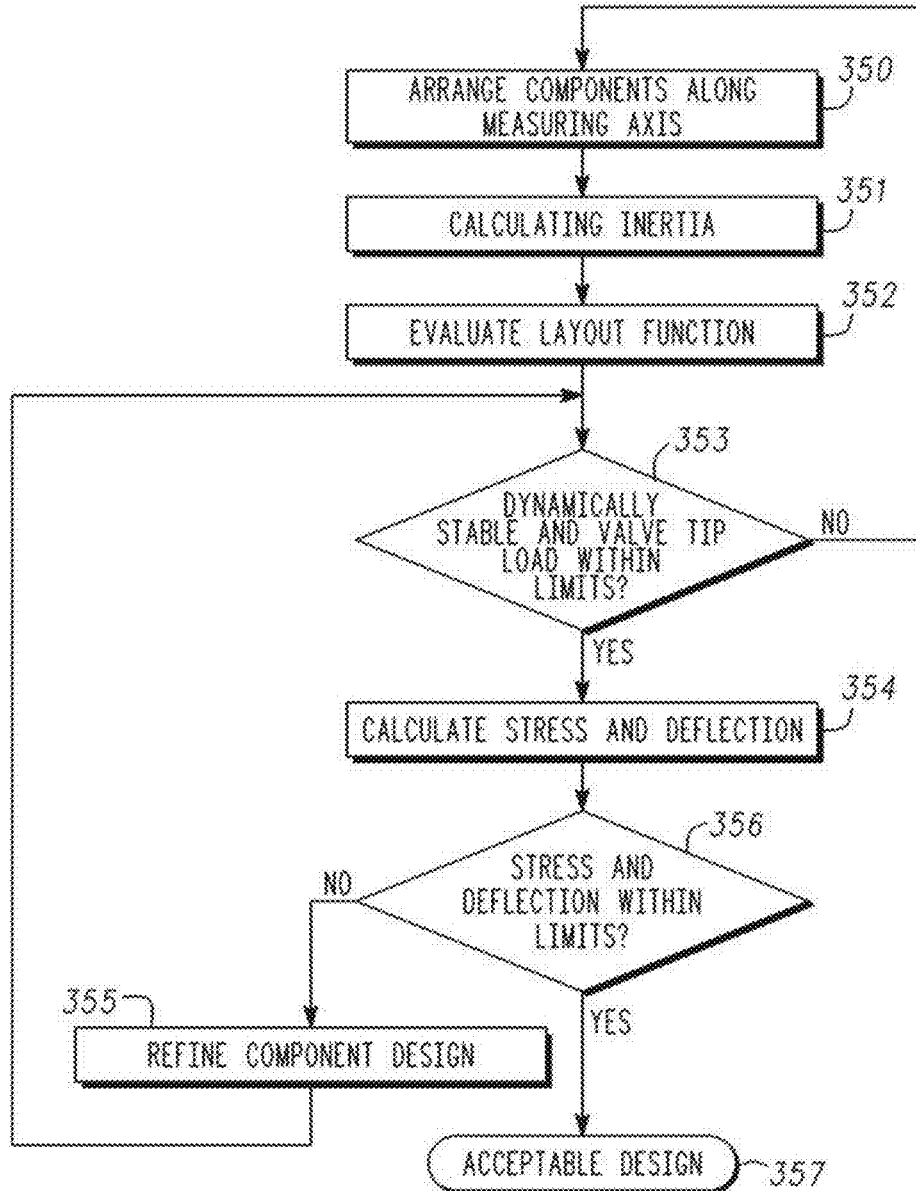 350
ARRANGE COMPONENTS ALONG
MEASURING AXIS
351
CALCULATING INERTIA
352
EVALUATE LAYOUT FUNCTION
353
DYNAMICALLY
STABLE AND VALVE TIP
LOAD WITHIN
LIMITS?
NO
YES
354
CALCULATE STRESS AND DEFLECTION
356
STRESS AND
DEFLECTION WITHIN
LIMITS?
NO
355
REFINE COMPONENT DESIGN
YES
ACCEPTABLE DESIGN
357